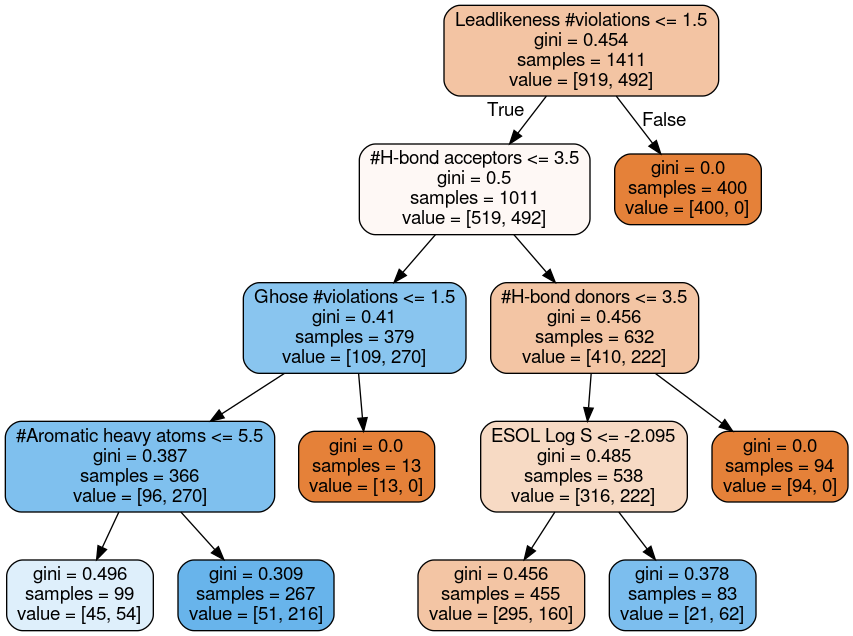 Leadlikeness #violations <= 1.5
gini = 0.454
samples = 1411
value = [919, 492]
True
False
#H-bond acceptors <= 3.5
gini = 0.5
samples = 1011
value = [519, 492]
gini = 0.0
samples = 400
value = [400, 0]
Ghose #violations <= 1.5
gini = 0.41
samples = 379
value = [109, 270]
#H-bond donors <= 3.5
gini = 0.456
samples = 632
value = [410, 222]
#Aromatic heavy atoms <= 5.5
gini = 0.387
samples = 366
value = [96, 270]
gini = 0.0
samples = 13
value = [13, 0]
ESOL Log S <= -2.095
gini = 0.485
samples = 538
value = [316, 222]
gini = 0.0
samples = 94
value = [94, 0]
gini = 0.496
samples = 99
value = [45, 54]
gini = 0.309
samples = 267
value = [51, 216]
gini = 0.456
samples = 455
value = [295, 160]
gini = 0.378
samples = 83
value = [21, 62]